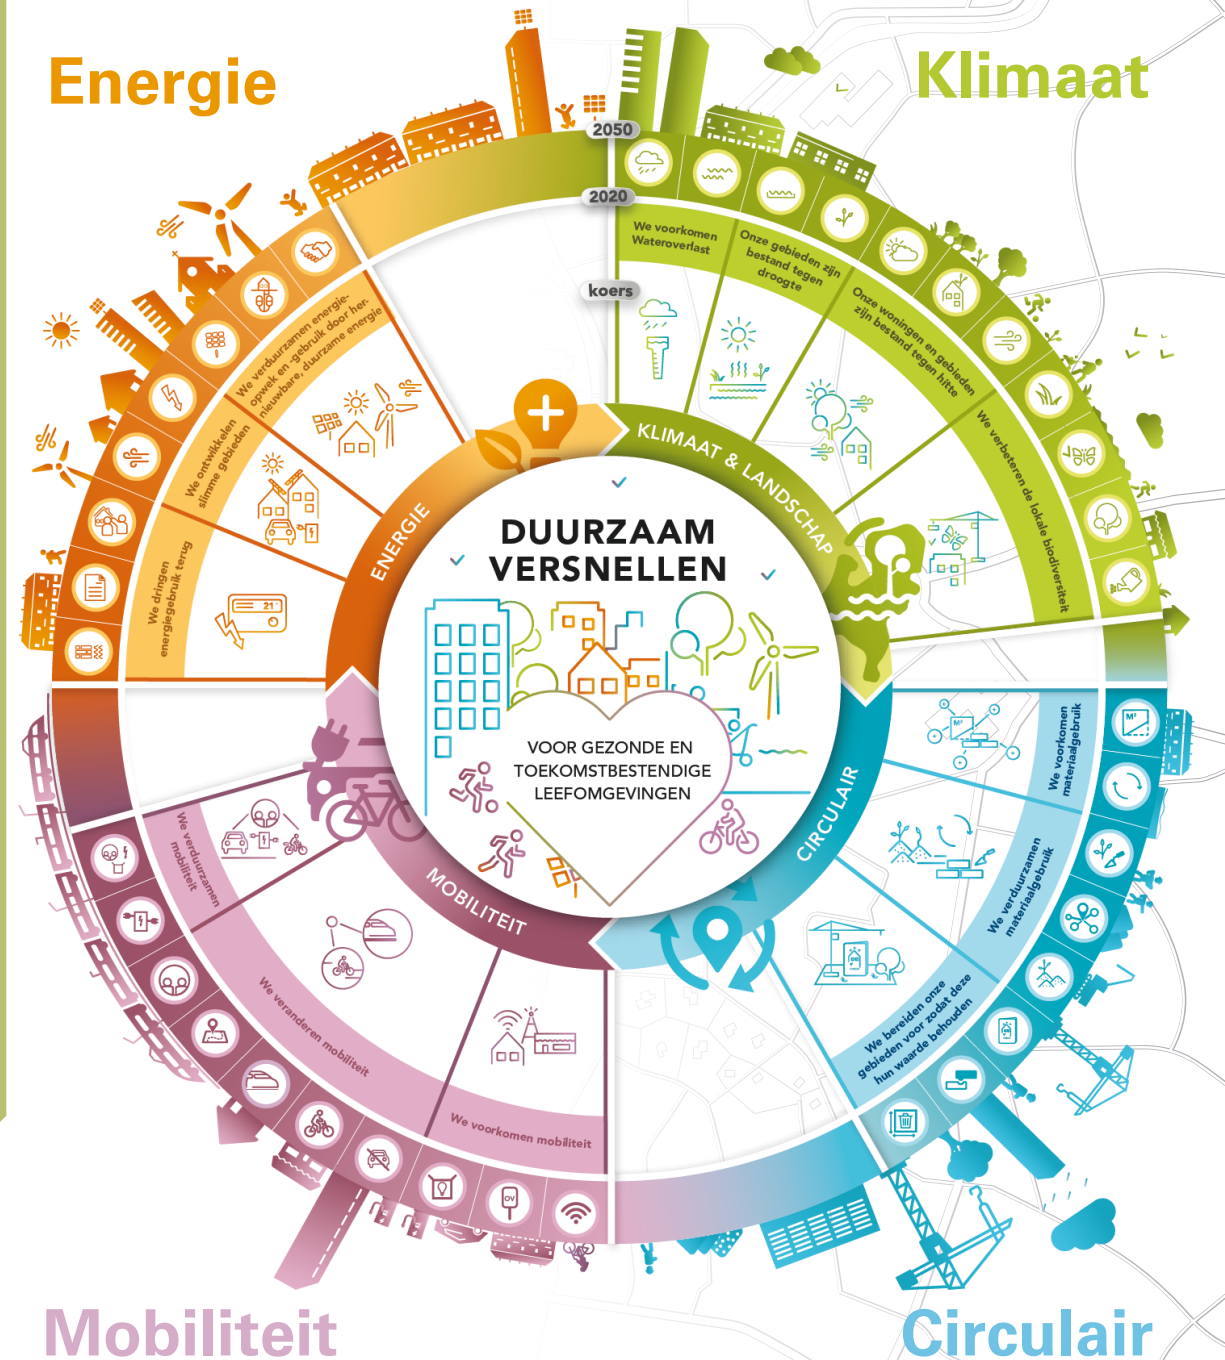 Energie
Klimaat
2050
2020
koers
We voorkomen
Wateroverlast
Onze gebieden zijn
bestand tegen
droogte
Onze woningen en gebieden
zijn bestand tegen hitte
We verbeteren de lokale biodiversiteit
We verduurzamen energie-
opwek en -gebruik door her-
nieuwbare, duurzame energie
We ontwikkelen
slimme gebieden
We dringen
energiegebruik terug
21°
ENERGIE
KLIMAAT & LANDSCHAP
DUURZAAM
VERSNELLEN
VOOR GEZONDE EN
TOEKOMSTBESTENDIGE
LEEFOMGEVINGEN
CIRCULAIR
MOBILITEIT
M²
M²
We voorkomen
materiaalgebruik
We verduurzamen
materiaalgebruik
We bereiden onze
gebieden voor zodat deze
hun waarde behouden
We verduurzamen
mobiliteit
We veranderen mobiliteit
We voorkomen mobiliteit
OV
Mobiliteit
Circulair